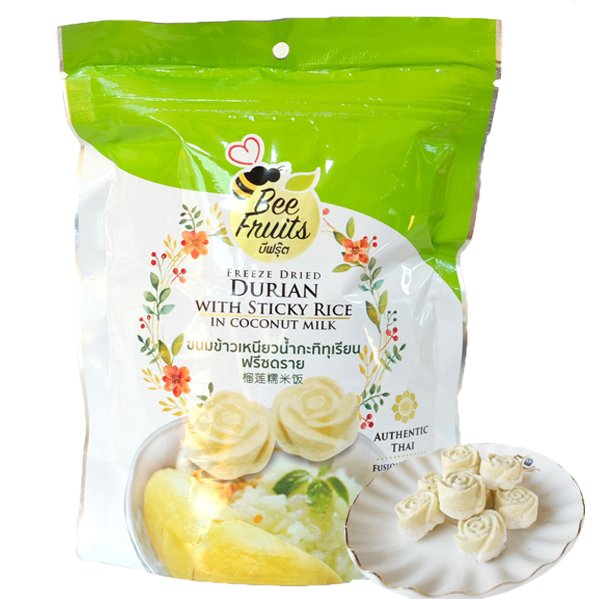 Bee
Fruits
บีฟรุ๊ต
FREEZE DRIED
DURIAN
WITH STICKY RICE
IN COCONUT MILK
ขนมข้าวเหนียวน้ำกะทิทุเรียน
ฟรีซดราย
榴莲糯米饭
AUTHENTIC
THAI